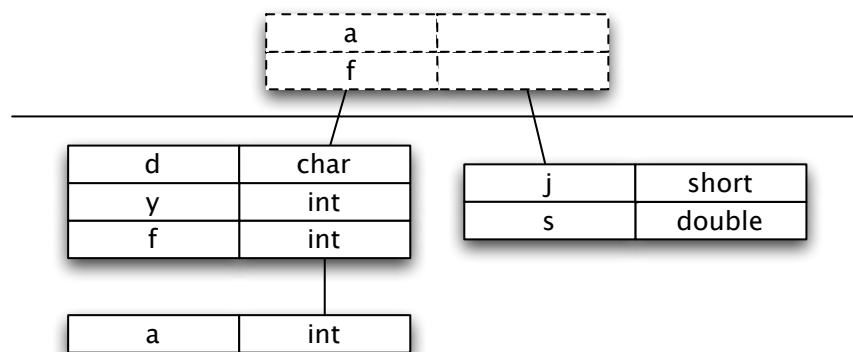 a
f
d char
y int
f int
j short
s double
a int